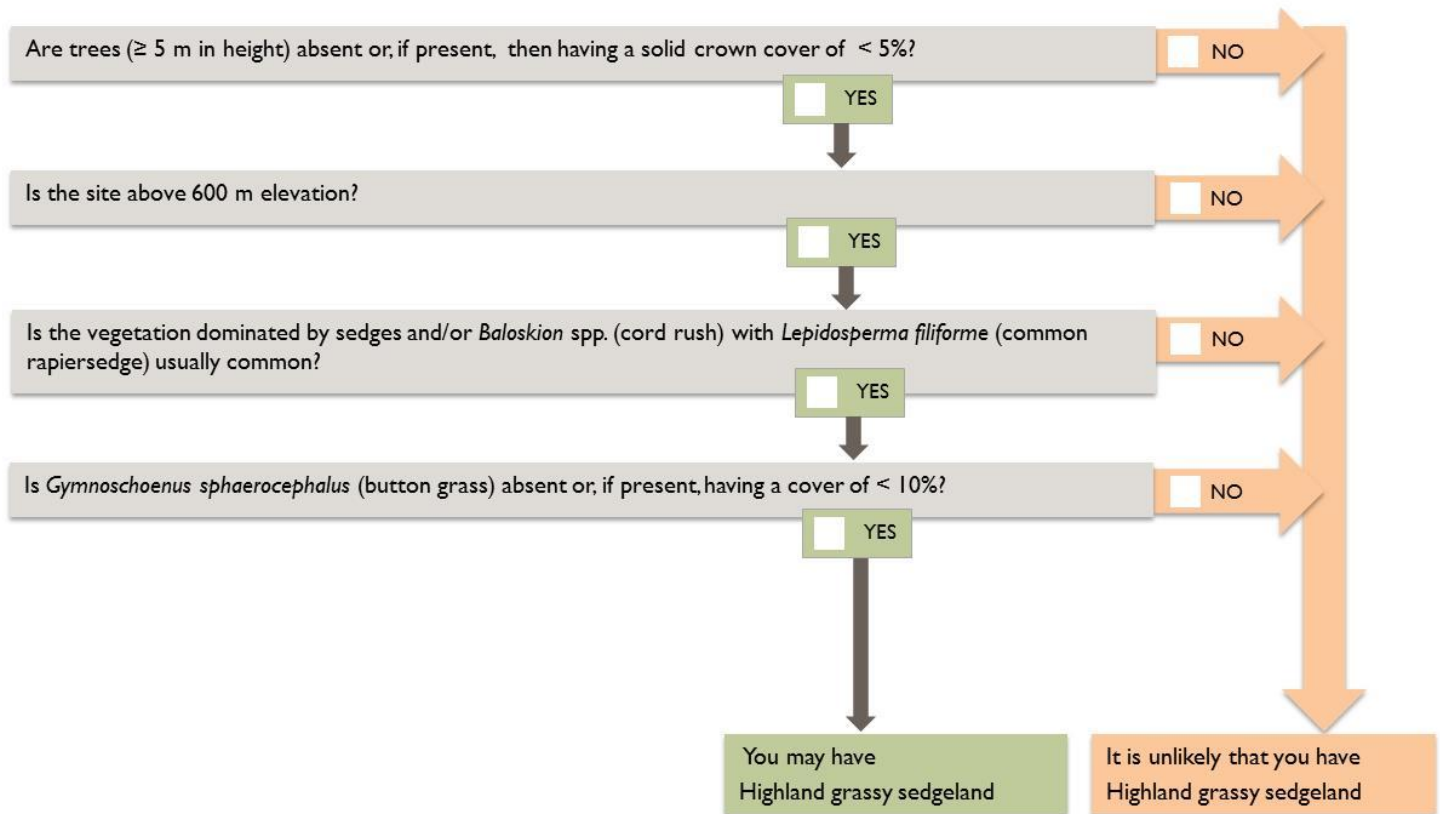 Are trees (≥ 5 m in height) absent or, if present, then having a solid crown cover of < 5%?
NO
YES
Is the site above 600 m elevation?
NO
YES
Is the vegetation dominated by sedges and/or Baloskion spp. (cord rush) with Lepidosperma filiforme (common
rapiersedge) usually common?
NO
YES
Is Gymnoschoenus sphaerocephalus (button grass) absent or, if present, having a cover of < 10%?
NO
YES
You may have
Highland grassy sedgeland
It is unlikely that you have
Highland grassy sedgeland